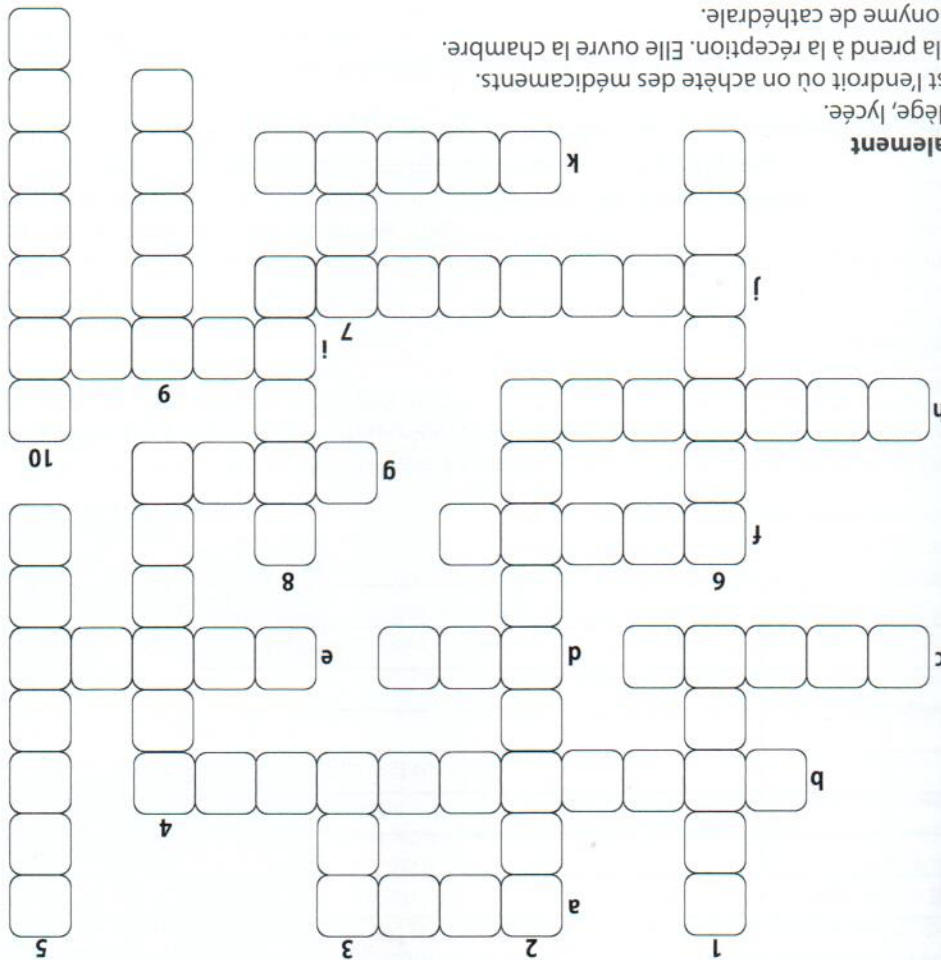 1 2 3 5
a
4
b
c d e
6 8
f
g 10
h 9
7 i
j
k
alement
lège, lycée.
st l'endroit où on achète des médicaments.
la prend à la réception. Elle ouvre la chambre
onyme de cathédrale.